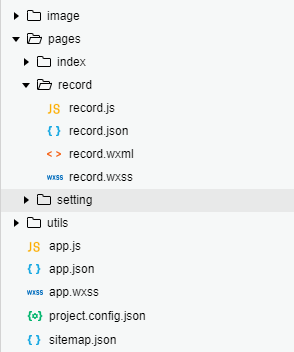 image
pages
index
record
JS record.js
{ } record.json
< > record.wxml
wxss record.wxss
setting
utils
JS app.js
{ } app.json
wxss app.wxss
{o} project.config.json
{ } sitemap.json